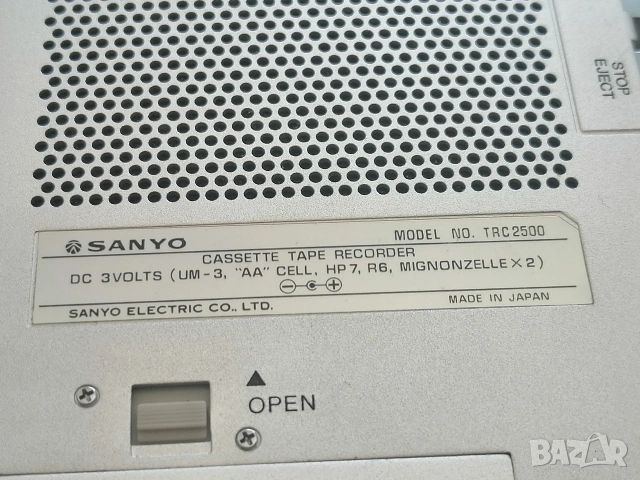 STOP
EJECT
SANYO MODEL NO. TRC2500
CASSETTE TAPE RECORDER
DC 3VOLTS (UM-3, "AA" CELL, HP7, R6, MIGNONZELLE×2)
SANYO ELECTRIC CO., LTD. MADE IN JAPAN
OPEN
BAZAR